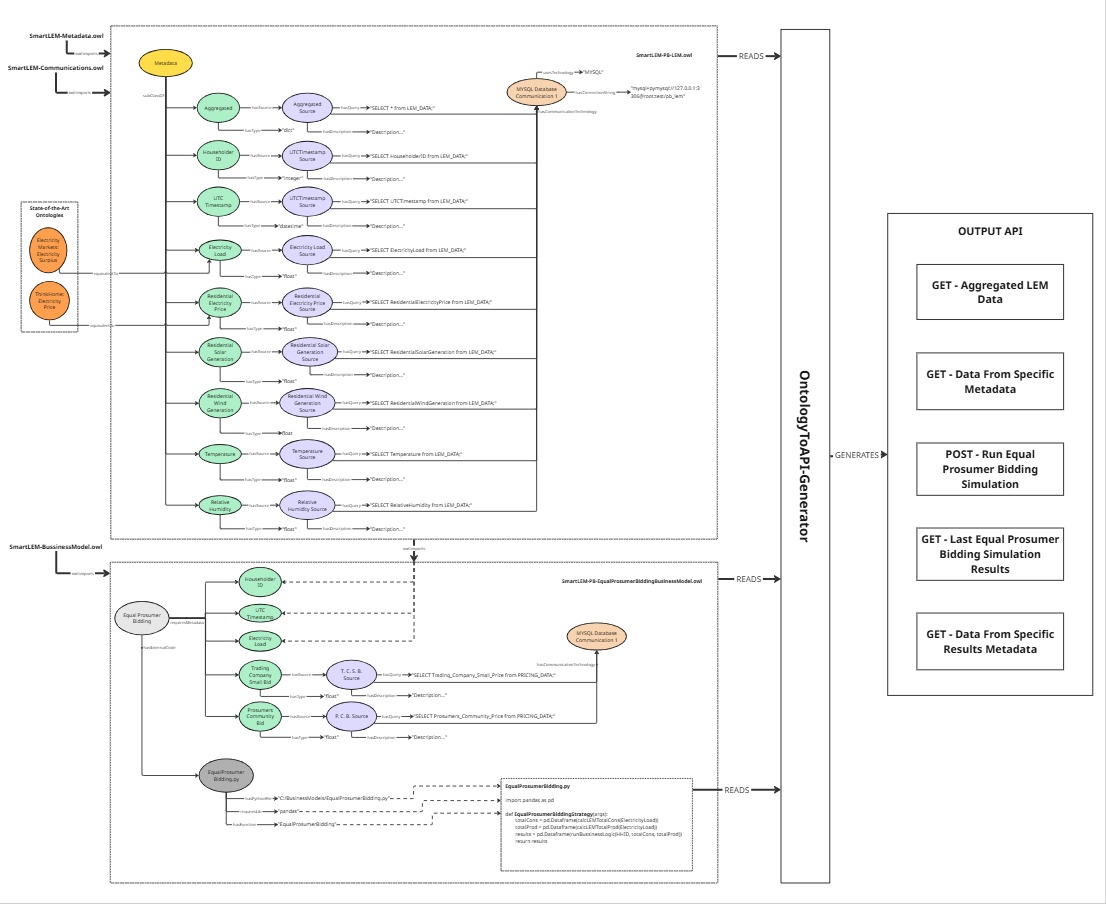 SmartLEM-Metadata.owl
owl:imports
SmartLEM-Communications.owl
owl:imports
State-of-the-Art
Ontologies
Electricity
Markets:
Electricity
Surplus
ThinkHome:
Electricity
Price
equivalentTo
equivalentTo
SmartLEM-PB-LEM.owl
Metadata
subClassOf
MYSQL Database
Communication 1
usesTechnology
"MYSQL"
hasConnectionString
"mysql+pymysql://127.0.0.1:3
306@root:test/pb_lem"
hasCommunicationTechnology
Aggregated
hasSource
Aggregated
Source
hasQuery
"SELECT * from LEM_DATA;"
hasType
"dict"
hasDescription
"Description..."
Householder
ID
hasSource
UTCTimestamp
Source
hasQuery
"SELECT HouseholderID from LEM_DATA;"
hasType
"integer"
hasDescription
"Description..."
UTC
Timestamp
hasSource
UTCTimestamp
Source
hasQuery
"SELECT UTCTimestamp from LEM_DATA;"
hasType
"datetime"
hasDescription
"Description..."
Electricity
Load
hasSource
Electricity Load
Source
hasQuery
"SELECT ElectricityLoad from LEM_DATA;"
hasType
"float"
hasDescription
"Description..."
Residential
Electricity
Price
hasSource
Residential
Electricity Price
Source
hasQuery
"SELECT ResidentialElectricityPrice from LEM_DATA;"
hasType
"float"
hasDescription
"Description..."
Residential
Solar
Generation
hasSource
Residential Solar
Generation
Source
hasQuery
"SELECT ResidentialSolarGeneration from LEM_DATA;"
hasType
"float"
hasDescription
"Description..."
Residential
Wind
Generation
hasSource
Residential Wind
Generation
Source
hasQuery
"SELECT ResidentialWindGeneration from LEM_DATA;"
hasType
float
hasDescription
"Description..."
Temperature
hasSource
Temperature
Source
hasQuery
"SELECT Temperature from LEM_DATA;"
hasType
"float"
hasDescription
"Description..."
Relative
Humidity
hasSource
Relative
Humidity Source
hasQuery
"SELECT RelativeHumidity from LEM_DATA;"
hasType
"float"
hasDescription
"Description..."
owl:imports
SmartLEM-BussinessModel.owl
owl:imports
SmartLEM-PB-EqualProsumerBiddingBusinessModel.owl
Equal Prosumer
Bidding
requiresMetadata
hasExternalCode
Householder
ID
UTC
Timestamp
Electricity
Load
MYSQL Database
Communication 1
hasCommunicationTechnology
Trading
Company
Small Bid
hasSource
T. C. S. B.
Source
hasQuery
"SELECT Trading_Company_Small_Price from PRICING_DATA;"
hasType
"float"
hasDescription
"Description..."
Prosumers
Community
Bid
hasSource
P. C. B. Source
hasQuery
"SELECT Prosumers_Community_Price from PRICING_DATA;"
hasType
"float"
hasDescription
"Description..."
EqualProsumer
Bidding.py
hasPythonFile
"C:/BusinessModels/EqualProsumerBidding.py"
requiresLib
"pandas"
hasFunction
"EqualProsumerBidding"
EqualProsumerBidding.py
import pandas as pd
def EqualProsumerBiddingStrategy(args):
totalCons = pd.Dataframe(calcLEMTotalCons(ElectricityLoad))
totalProd = pd.Dataframe(calcLEMTotalProd(ElectricityLoad))
results = pd.Dataframe(runBussinessLogic(HHID, totalCons, totalProd))
return results
READS
READS
READS
OntologyToAPI-Generator
GENERATES
OUTPUT API
GET - Aggregated LEM
Data
GET - Data From Specific
Metadata
POST - Run Equal
Prosumer Bidding
Simulation
GET - Last Equal Prosumer
Bidding Simulation
Results
GET - Data From Specific
Results Metadata